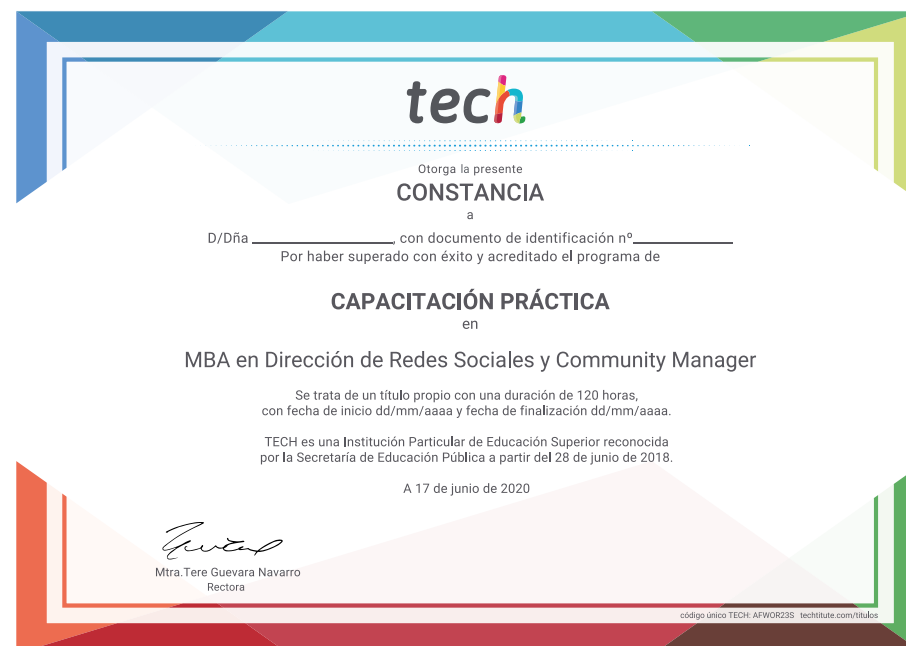 tech
Otorga la presente
CONSTANCIA
a
D/Dña ____________________, con documento de identificación nº______________
Por haber superado con éxito y acreditado el programa de
CAPACITACIÓN PRÁCTICA
en
MBA en Dirección de Redes Sociales y Community Manager
Se trata de un título propio con una duración de 120 horas,
con fecha de inicio dd/mm/aaaa y fecha de finalización dd/mm/aaaa.
TECH es una Institución Particular de Educación Superior reconocida
por la Secretaría de Educación Pública a partir del 28 de junio de 2018.
A 17 de junio de 2020
Mtra.Tere Guevara Navarro
Rectora
código único TECH: AFWOR23S techtitute.com/titulos